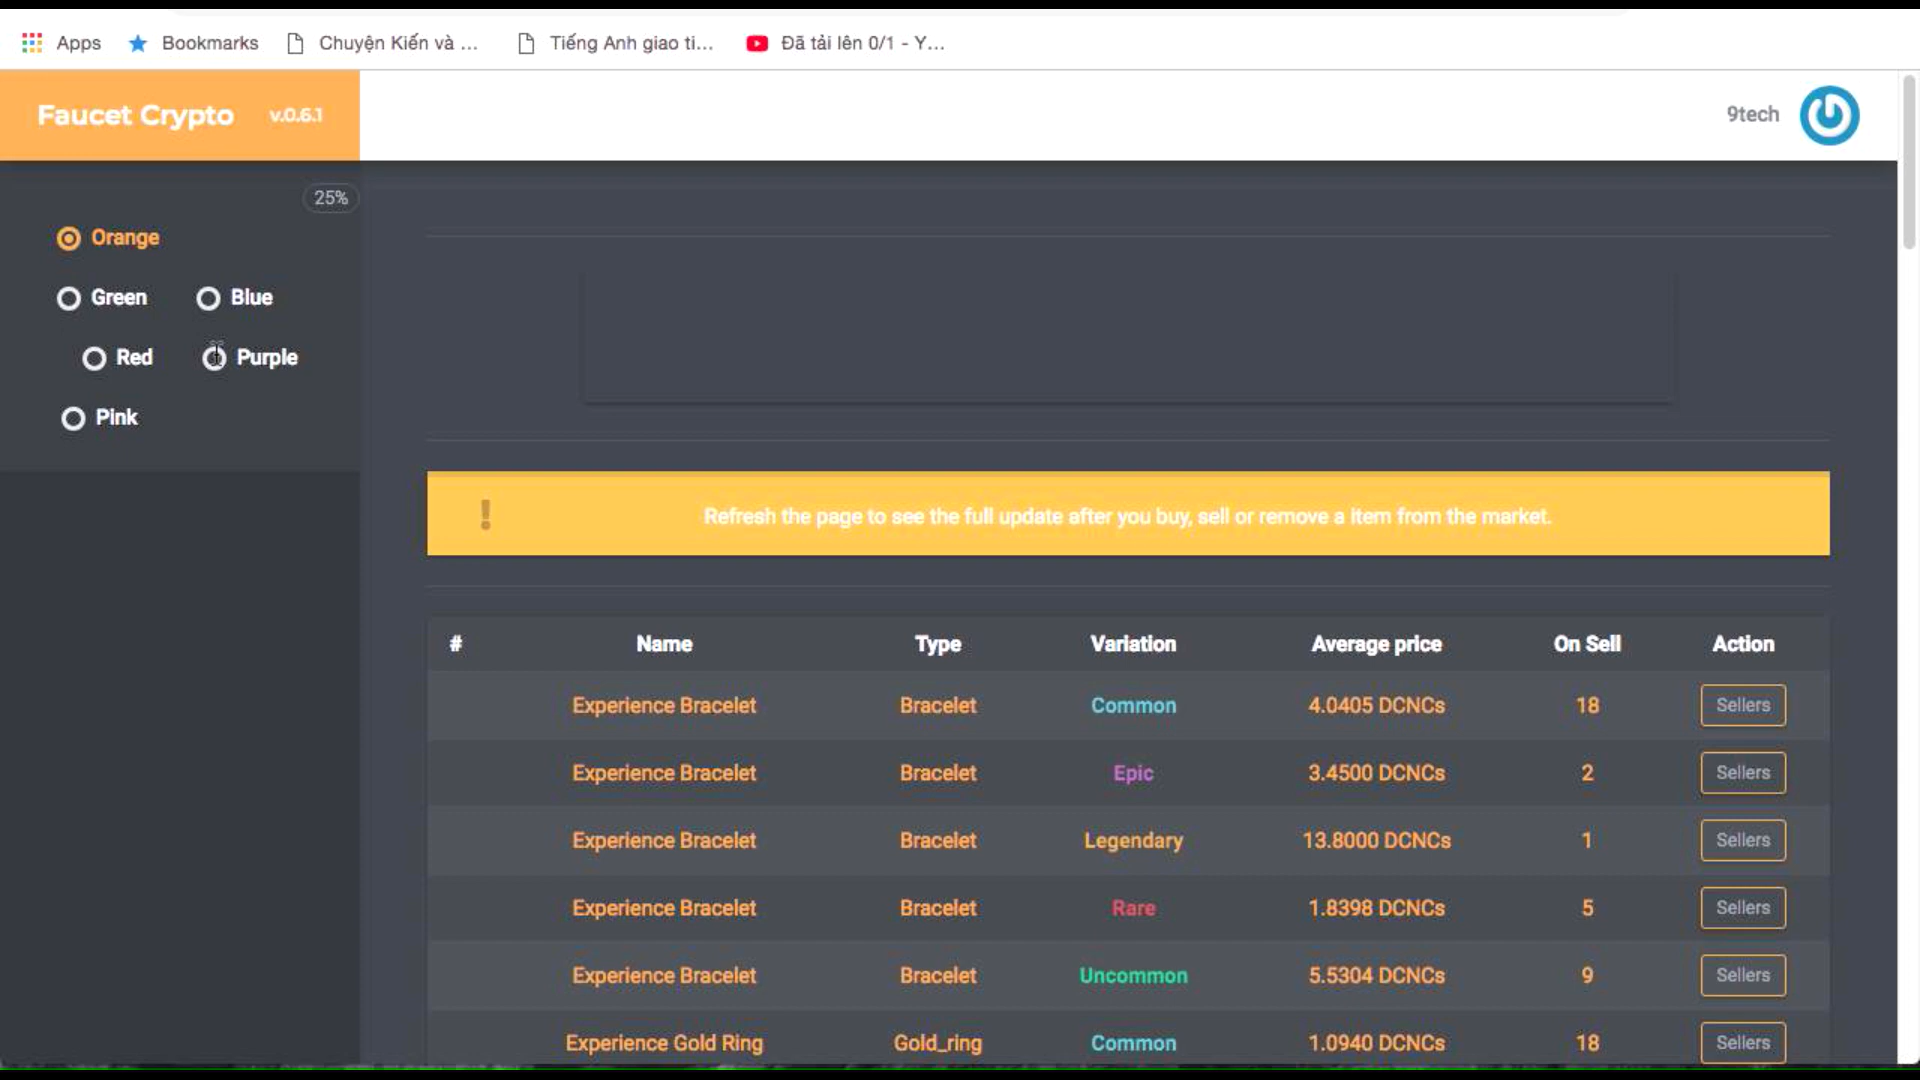 Apps Bookmarks Chuyện Kiến và ... Tiếng Anh giao ti... Đã tải lên 0/1 - Y...
Faucet Crypto v.0.6.1
9tech
25%
Orange
Green Blue
Red Purple
Pink
Refresh the page to see the full update after you buy, sell or remove a item from the market.
# Name Type Variation Average price On Sell Action
Experience Bracelet Bracelet Common 4.0405 DCNCs 18 Sellers
Experience Bracelet Bracelet Epic 3.4500 DCNCs 2 Sellers
Experience Bracelet Bracelet Legendary 13.8000 DCNCs 1 Sellers
Experience Bracelet Bracelet Rare 1.8398 DCNCs 5 Sellers
Experience Bracelet Bracelet Uncommon 5.5304 DCNCs 9 Sellers
Experience Gold Ring Gold_ring Common 1.0940 DCNCs 18 Sellers